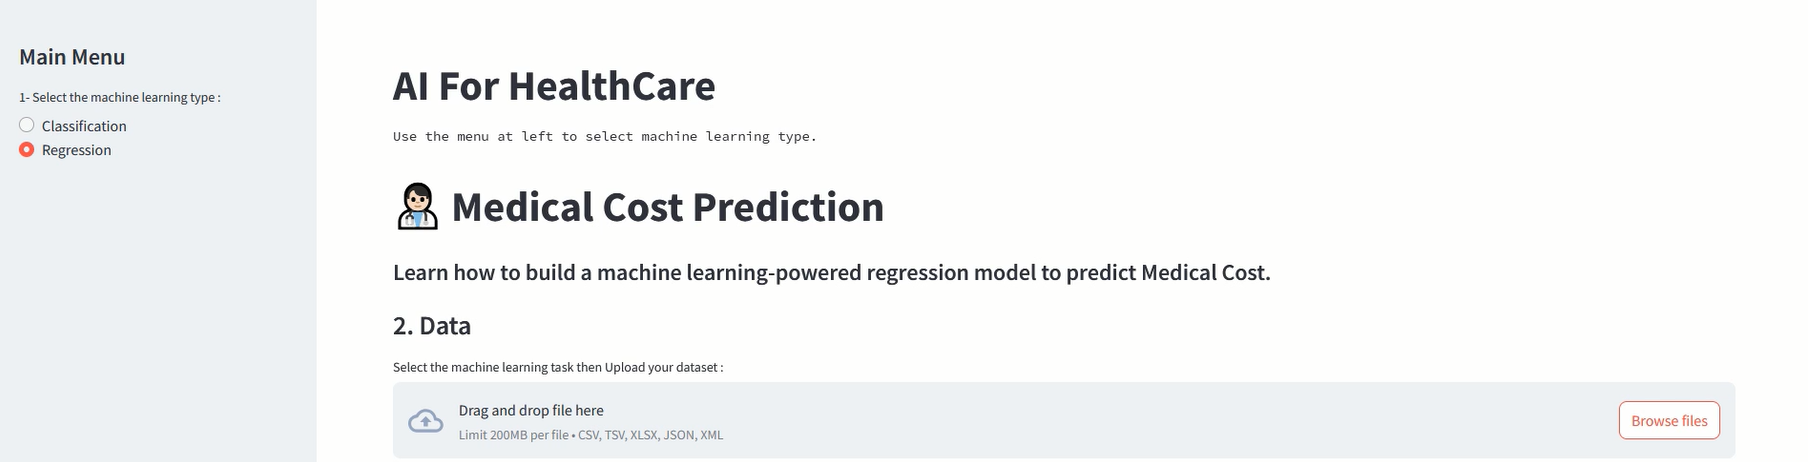 Main Menu
1- Select the machine learning type :
Classification
Regression
AI For HealthCare
Use the menu at left to select machine learning type.
Medical Cost Prediction
Learn how to build a machine learning-powered regression model to predict Medical Cost.
2. Data
Select the machine learning task then Upload your dataset :
Drag and drop file here
Limit 200MB per file • CSV, TSV, XLSX, JSON, XML
Browse files